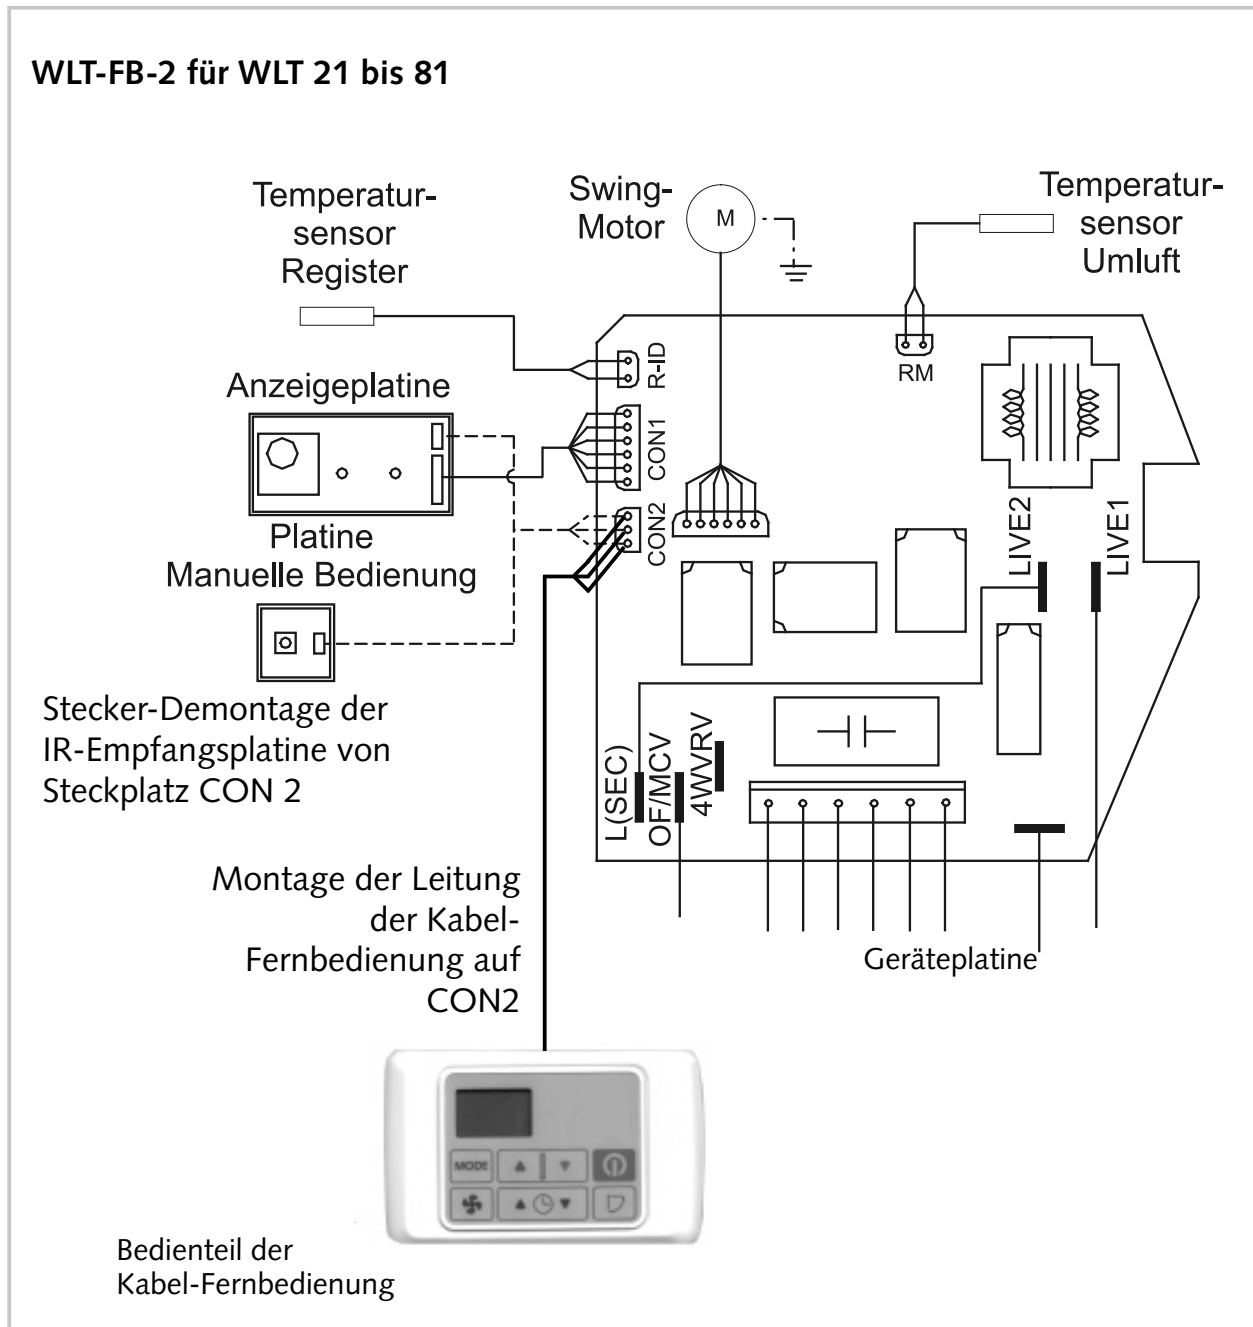 WLT-FB-2 für WLT 21 bis 81
Temperatur-
sensor
Register
Swing-
Motor
M
Temperatur-
sensor
Umluft
R-ID
RM
Anzeigeplatine
CON1
CON2
LIVE2
LIVE1
Platine
Manuelle Bedienung
Stecker-Demontage der
IR-Empfangsplatine von
Steckplatz CON 2
L(SEC)
OF/MCV
4WVRV
Montage der Leitung
der Kabel-
Fernbedienung auf
CON2
Geräteplatine
MODE
Bedienteil der
Kabel-Fernbedienung